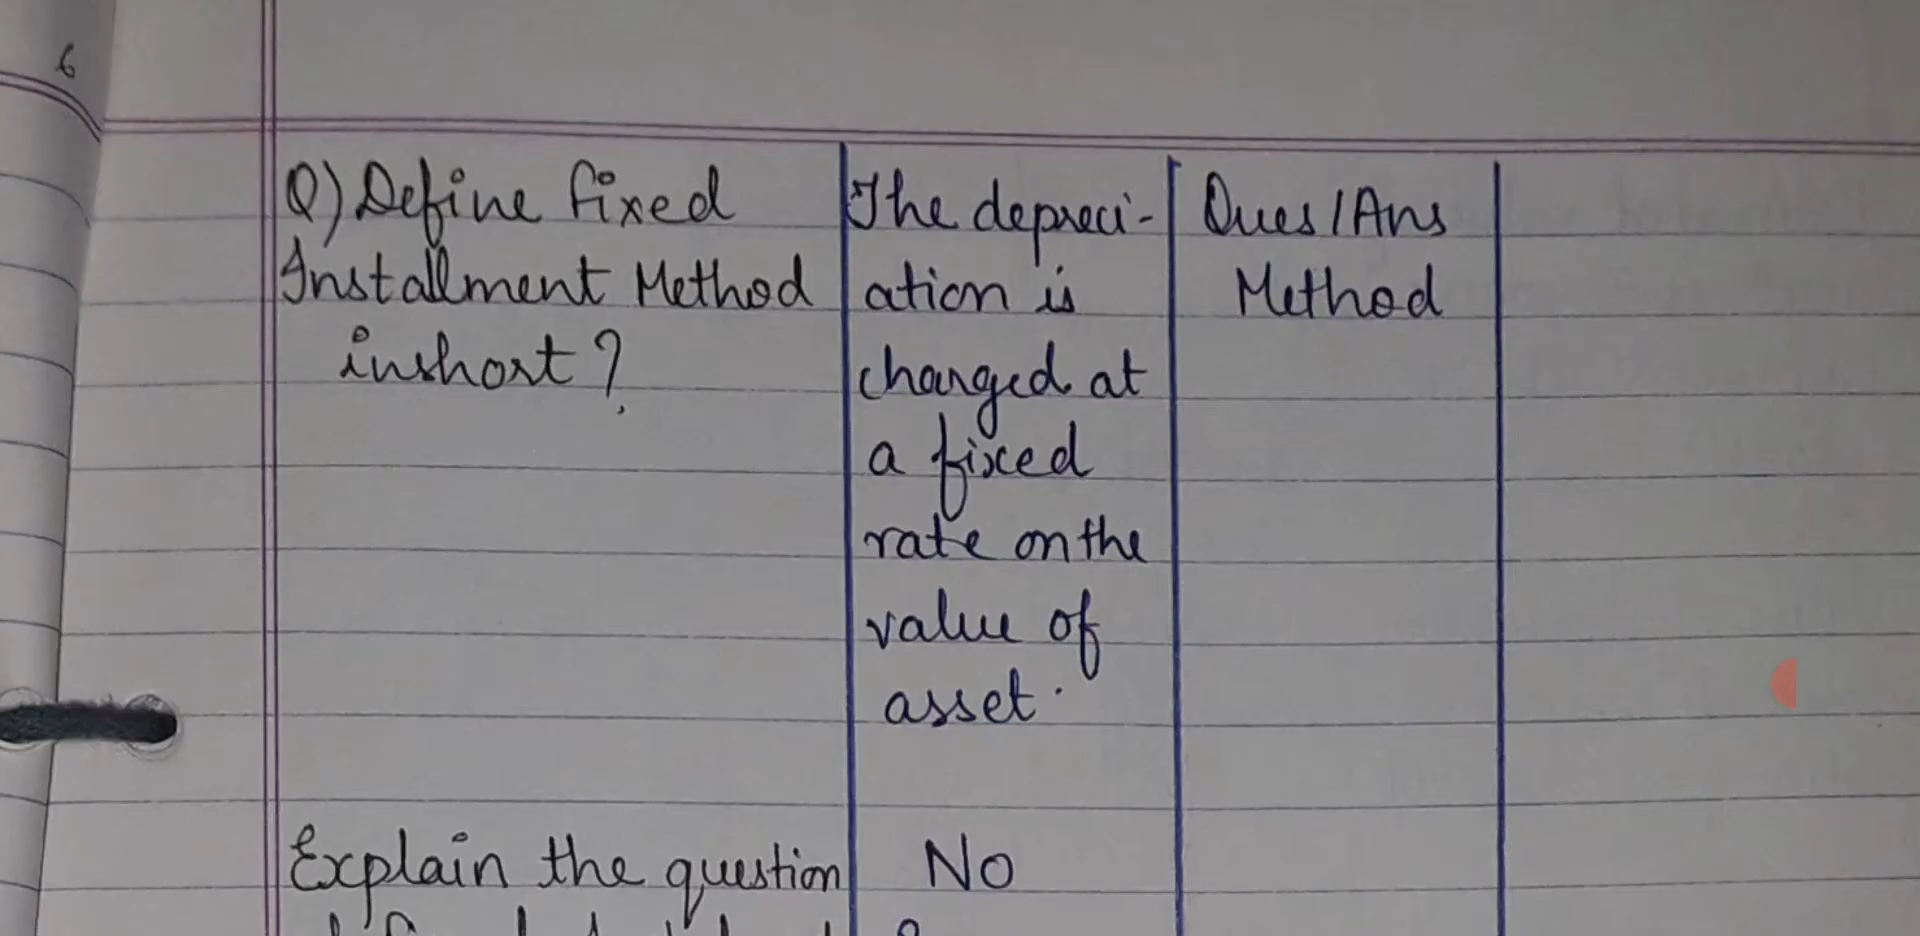 6
Q) Define fixed
Installment Method
inshort ?
The depreci-
ation is
charged at
a fixed
rate on the
value of
asset.
Ques/Ans
Method
Explain the question
No